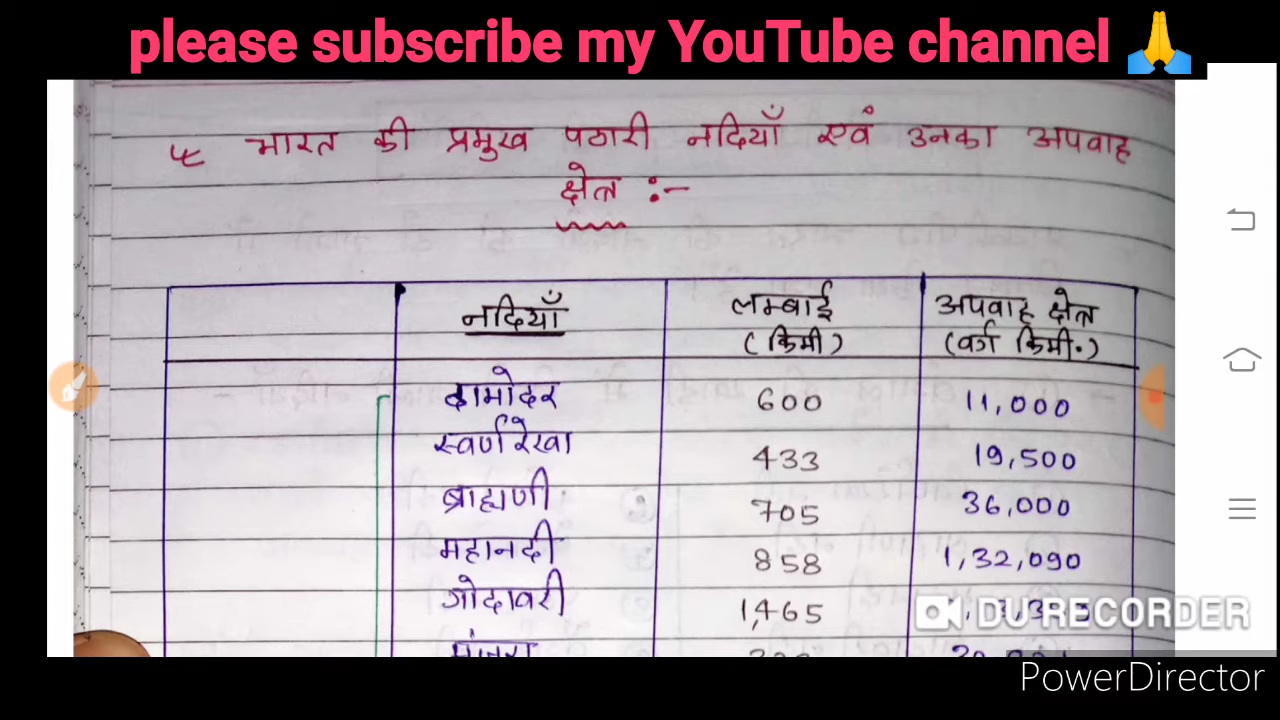 please subscribe my YouTube channel 🙏
भारत की प्रमुख पठारी नदियाँ एवं उनका अपवाह
क्षेत्र :-
नदियाँ लम्बाई (किमी) अपवाह क्षेत्र (वर्ग किमी.)
दामोदर 600 11,000
स्वर्णरेखा 433 19,500
ब्राह्मणी 705 36,000
महानदी 858 1,32,090
गोदावरी 1,465
DU RECORDER
PowerDirector